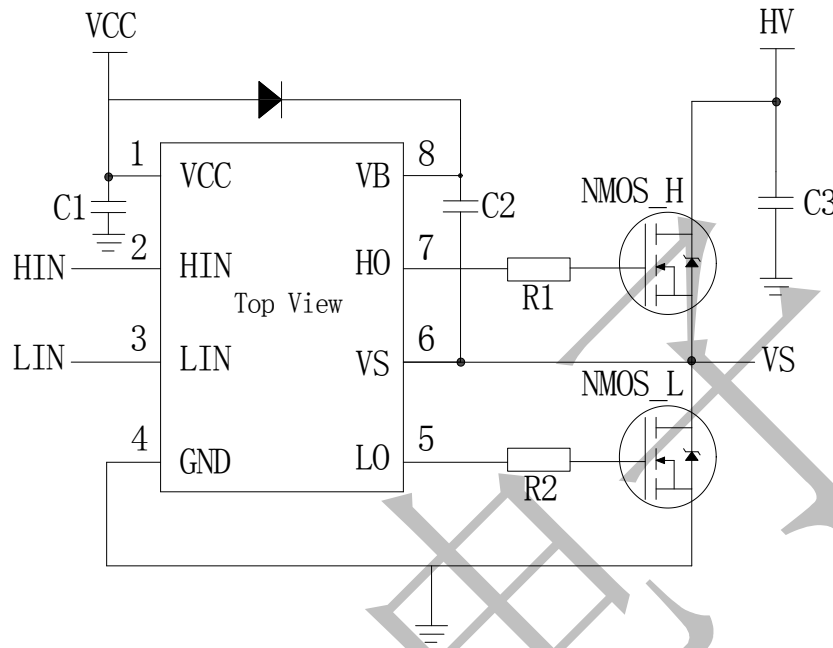 VCC
HV
1
VCC
VB
8
C1
C2
NMOS_H
C3
HIN
2
HIN
HO
7
R1
Top View
LIN
3
LIN
VS
6
VS
NMOS_L
4
GND
LO
5
R2